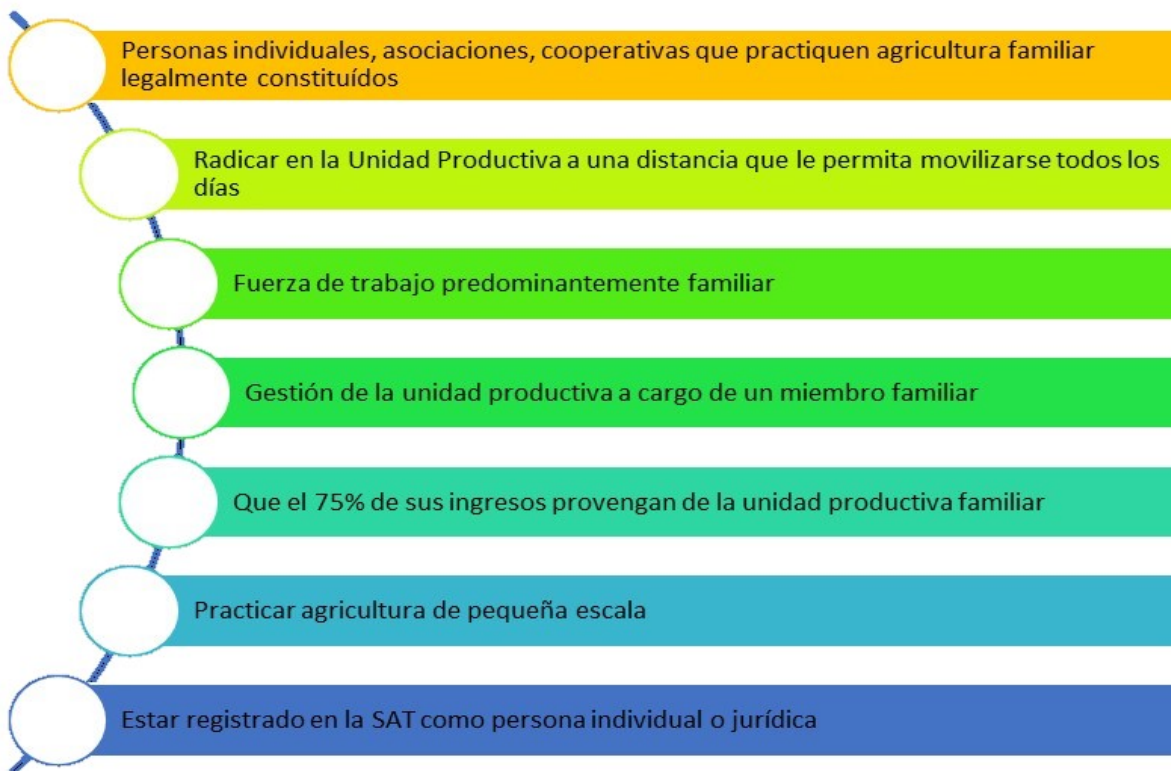 Personas individuales, asociaciones, cooperativas que practiquen agricultura familiar
legalmente constituídos
Radicar en la Unidad Productiva a una distancia que le permita movilizarse todos los
días
Fuerza de trabajo predominantemente familiar
Gestión de la unidad productiva a cargo de un miembro familiar
Que el 75% de sus ingresos provengan de la unidad productiva familiar
Practicar agricultura de pequeña escala
Estar registrado en la SAT como persona individual o jurídica